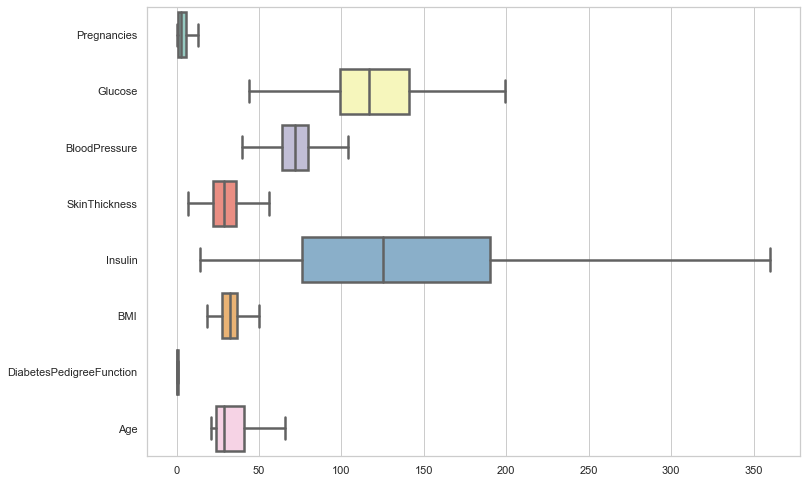 Pregnancies
Glucose
BloodPressure
SkinThickness
Insulin
BMI
DiabetesPedigreeFunction
Age
0 50 100 150 200 250 300 350